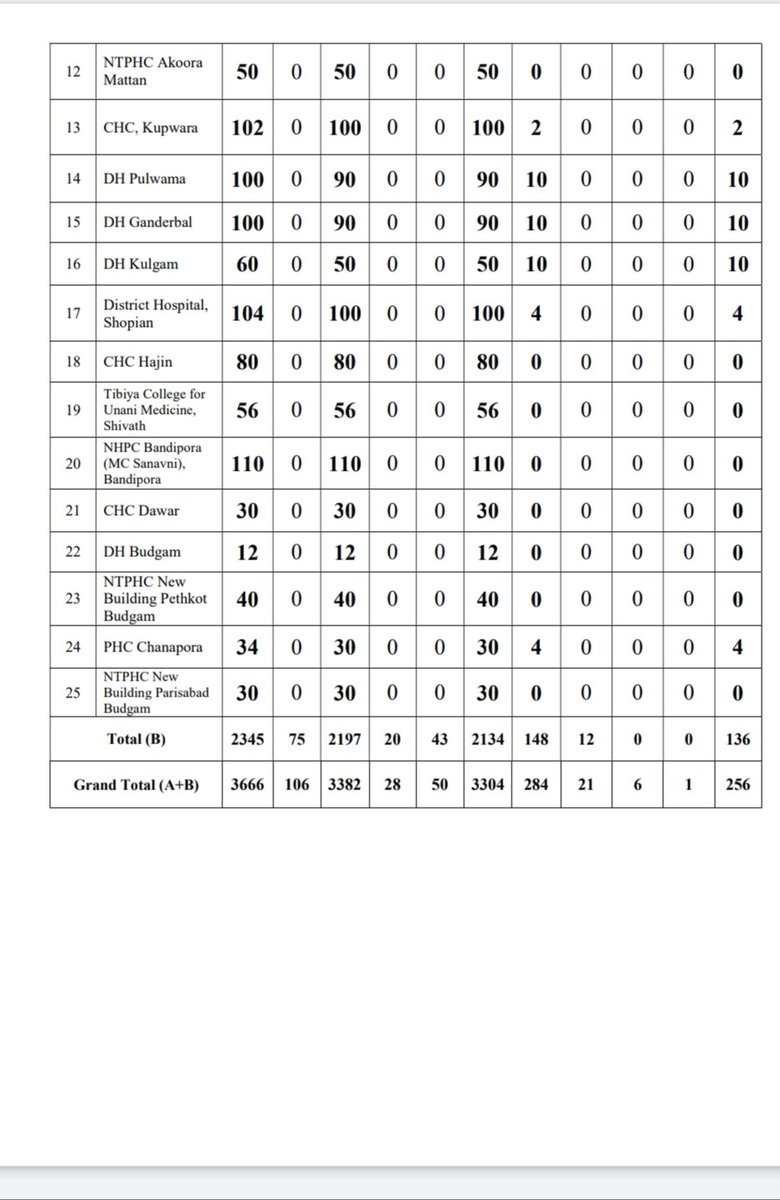 12 NTPHC Akoora Mattan 50 0 50 0 0 50 0 0 0 0 0
13 CHC, Kupwara 102 0 100 0 0 100 2 0 0 0 2
14 DH Pulwama 100 0 90 0 0 90 10 0 0 0 10
15 DH Ganderbal 100 0 90 0 0 90 10 0 0 0 10
16 DH Kulgam 60 0 50 0 0 50 10 0 0 0 10
17 District Hospital, Shopian 104 0 100 0 0 100 4 0 0 0 4
18 CHC Hajin 80 0 80 0 0 80 0 0 0 0 0
19 Tibiya College for Unani Medicine, Shivath 56 0 56 0 0 56 0 0 0 0 0
20 NHPC Bandipora (MC Sanavni), Bandipora 110 0 110 0 0 110 0 0 0 0 0
21 CHC Dawar 30 0 30 0 0 30 0 0 0 0 0
22 DH Budgam 12 0 12 0 0 12 0 0 0 0 0
23 NTPHC New Building Pethkot Budgam 40 0 40 0 0 40 0 0 0 0 0
24 PHC Chanapora 34 0 30 0 0 30 4 0 0 0 4
25 NTPHC New Building Parisabad Budgam 30 0 30 0 0 30 0 0 0 0 0
Total (B) 2345 75 2197 20 43 2134 148 12 0 0 136
Grand Total (A+B) 3666 106 3382 28 50 3304 284 21 6 1 256